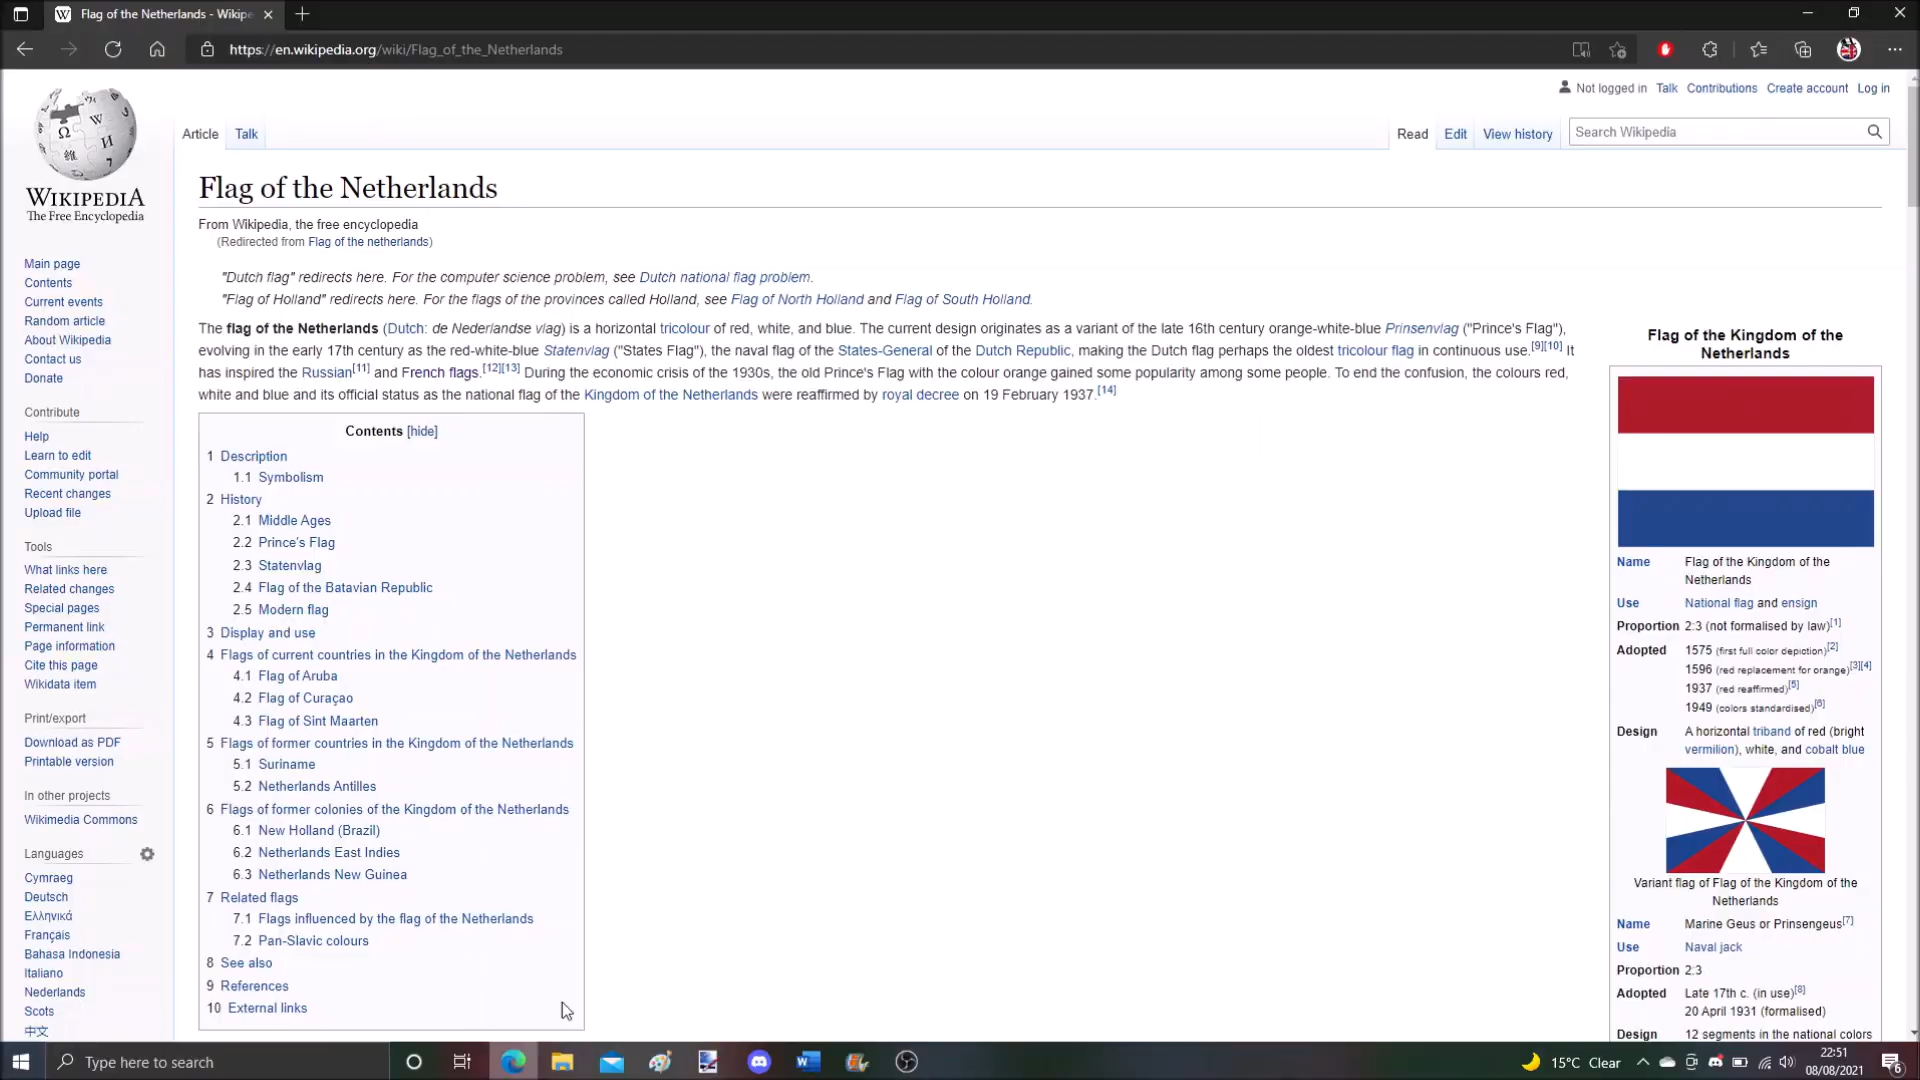 Flag of the Netherlands - Wikipe
https://en.wikipedia.org/wiki/Flag_of_the_Netherlands
Not logged in Talk Contributions Create account Log in
Article Talk
Read Edit View history
Search Wikipedia
WIKIPEDIA
The Free Encyclopedia
Main page
Contents
Current events
Random article
About Wikipedia
Contact us
Donate
Contribute
Help
Learn to edit
Community portal
Recent changes
Upload file
Tools
What links here
Related changes
Special pages
Permanent link
Page information
Cite this page
Wikidata item
Print/export
Download as PDF
Printable version
In other projects
Wikimedia Commons
Languages
Cymraeg
Deutsch
Ελληνικά
Français
Bahasa Indonesia
Italiano
Nederlands
Scots
中文
Flag of the Netherlands
From Wikipedia, the free encyclopedia
(Redirected from Flag of the netherlands)
"Dutch flag" redirects here. For the computer science problem, see Dutch national flag problem.
"Flag of Holland" redirects here. For the flags of the provinces called Holland, see Flag of North Holland and Flag of South Holland.
The flag of the Netherlands (Dutch: de Nederlandse vlag) is a horizontal tricolour of red, white, and blue. The current design originates as a variant of the late 16th century orange-white-blue Prinsenvlag ("Prince's Flag"),
evolving in the early 17th century as the red-white-blue Statenvlag ("States Flag"), the naval flag of the States-General of the Dutch Republic, making the Dutch flag perhaps the oldest tricolour flag in continuous use.[9][10] It
has inspired the Russian[11] and French flags.[12][13] During the economic crisis of the 1930s, the old Prince's Flag with the colour orange gained some popularity among some people. To end the confusion, the colours red,
white and blue and its official status as the national flag of the Kingdom of the Netherlands were reaffirmed by royal decree on 19 February 1937.[14]
Contents [hide]
1 Description
1.1 Symbolism
2 History
2.1 Middle Ages
2.2 Prince's Flag
2.3 Statenvlag
2.4 Flag of the Batavian Republic
2.5 Modern flag
3 Display and use
4 Flags of current countries in the Kingdom of the Netherlands
4.1 Flag of Aruba
4.2 Flag of Curaçao
4.3 Flag of Sint Maarten
5 Flags of former countries in the Kingdom of the Netherlands
5.1 Suriname
5.2 Netherlands Antilles
6 Flags of former colonies of the Kingdom of the Netherlands
6.1 New Holland (Brazil)
6.2 Netherlands East Indies
6.3 Netherlands New Guinea
7 Related flags
7.1 Flags influenced by the flag of the Netherlands
7.2 Pan-Slavic colours
8 See also
9 References
10 External links
Flag of the Kingdom of the
Netherlands
Name Flag of the Kingdom of the
Netherlands
Use National flag and ensign
Proportion 2:3 (not formalised by law)[1]
Adopted 1575 (first full color depiction)[2]
1596 (red replacement for orange)[3][4]
1937 (red reaffirmed)[5]
1949 (colors standardised)[6]
Design A horizontal triband of red (bright
vermilion), white, and cobalt blue
Variant flag of Flag of the Kingdom of the
Netherlands
Name Marine Geus or Prinsengeus[7]
Use Naval jack
Proportion 2:3
Adopted Late 17th c. (in use)[8]
20 April 1931 (formalised)
Design 12 segments in the national colors
Type here to search
15°C Clear
22:51
08/08/2021
6